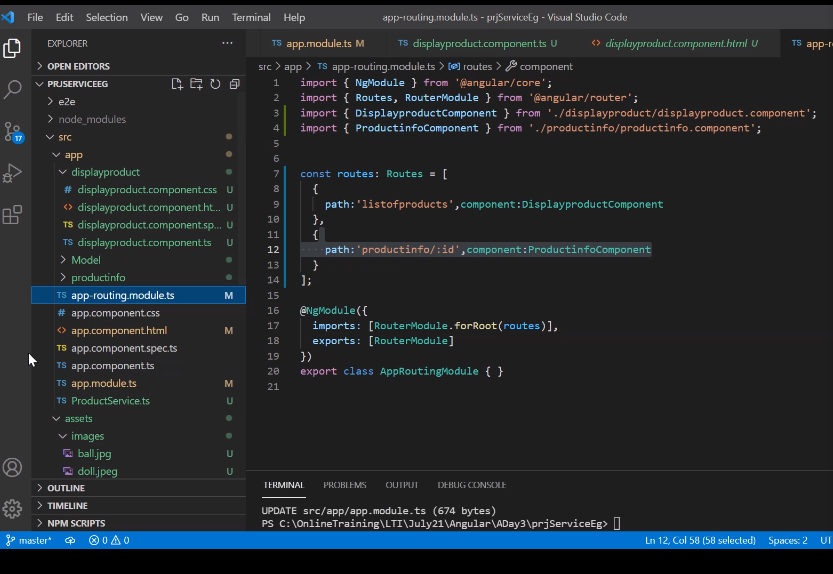 File Edit Selection View Go Run Terminal Help app-routing.module.ts - prjServiceEg - Visual Studio Code
EXPLORER ...
OPEN EDITORS
PRJSERVICEEG
e2e
node_modules
src
app
displayproduct
# displayproduct.component.css U
<> displayproduct.component.ht... U
TS displayproduct.component.sp... U
TS displayproduct.component.ts U
Model
productinfo
TS app-routing.module.ts M
# app.component.css
<> app.component.html M
TS app.component.spec.ts
TS app.component.ts
TS app.module.ts M
TS ProductService.ts U
assets
images
ball.jpg U
doll.jpeg U
OUTLINE
TIMELINE
NPM SCRIPTS
17
TS app.module.ts M TS displayproduct.component.ts U <> displayproduct.component.html U TS app-ro
src > app > TS app-routing.module.ts > routes > component
1 import { NgModule } from '@angular/core';
2 import { Routes, RouterModule } from '@angular/router';
3 import { DisplayproductComponent } from './displayproduct/displayproduct.component';
4 import { ProductinfoComponent } from './productinfo/productinfo.component';
5
6
7 const routes: Routes = [
8 {
9 path:'listofproducts',component:DisplayproductComponent
10 },
11 {
12 path:'productinfo/:id',component:ProductinfoComponent
13 }
14 ];
15
16 @NgModule({
17 imports: [RouterModule.forRoot(routes)],
18 exports: [RouterModule]
19 })
20 export class AppRoutingModule { }
21
TERMINAL PROBLEMS OUTPUT DEBUG CONSOLE
UPDATE src/app/app.module.ts (674 bytes)
PS C:\OnlineTraining\LTI\July21\Angular\ADay3\prjServiceEg>
master* 0 0 Ln 12, Col 58 (58 selected) Spaces: 2 UT